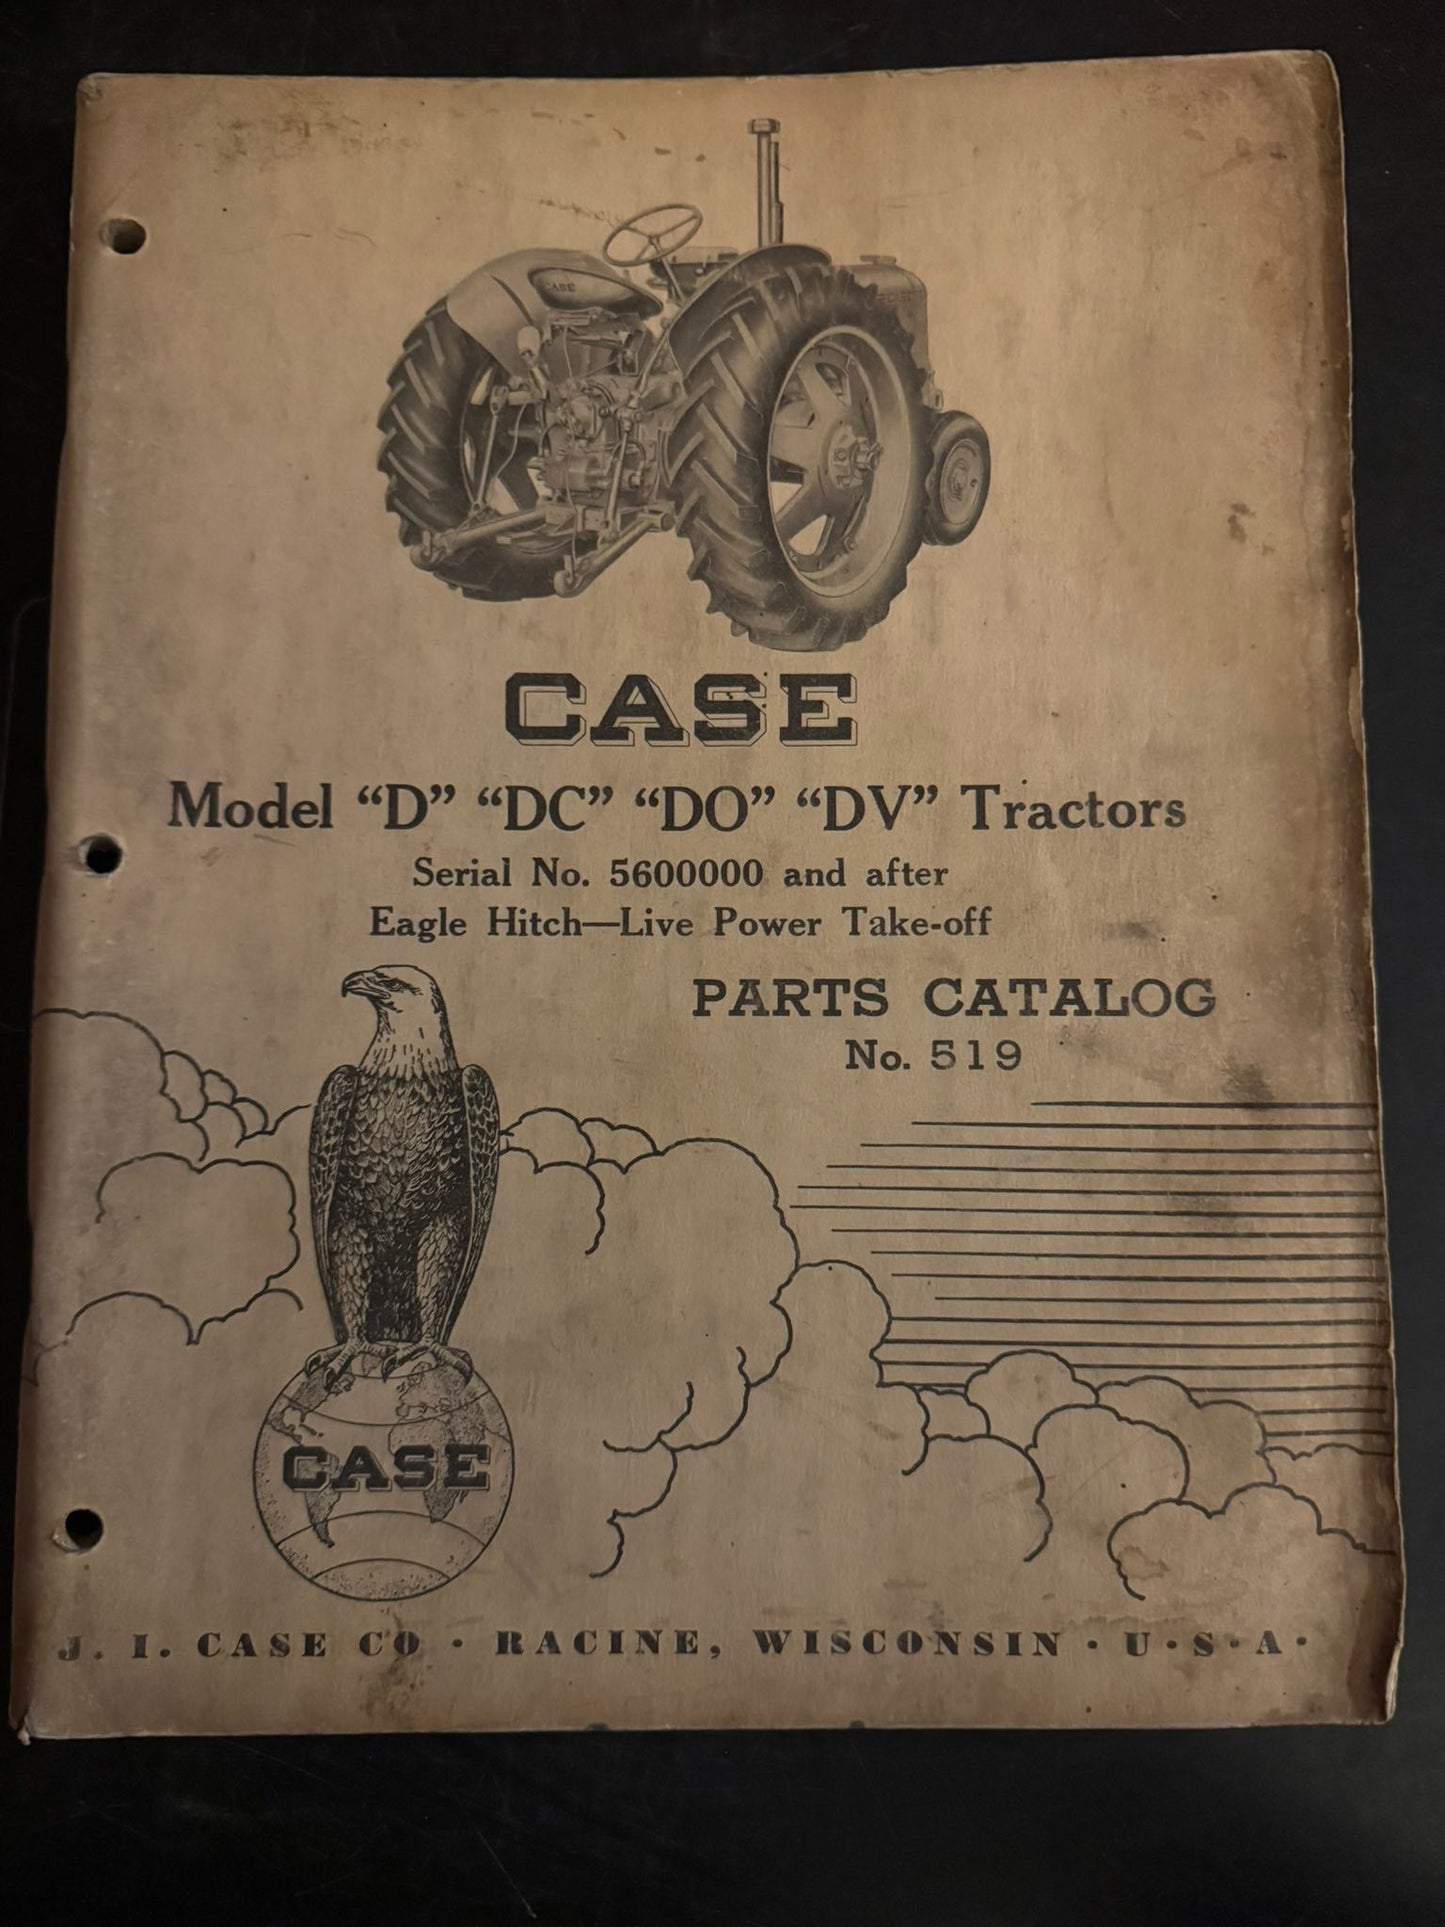 CASE
CASE
Model “D” “DC” “DO” “DV” Tractors
Serial No. 5600000 and after
Eagle Hitch—Live Power Take-off
PARTS CATALOG
No. 519
CASE
J. I. CASE CO · RACINE, WISCONSIN · U·S·A·